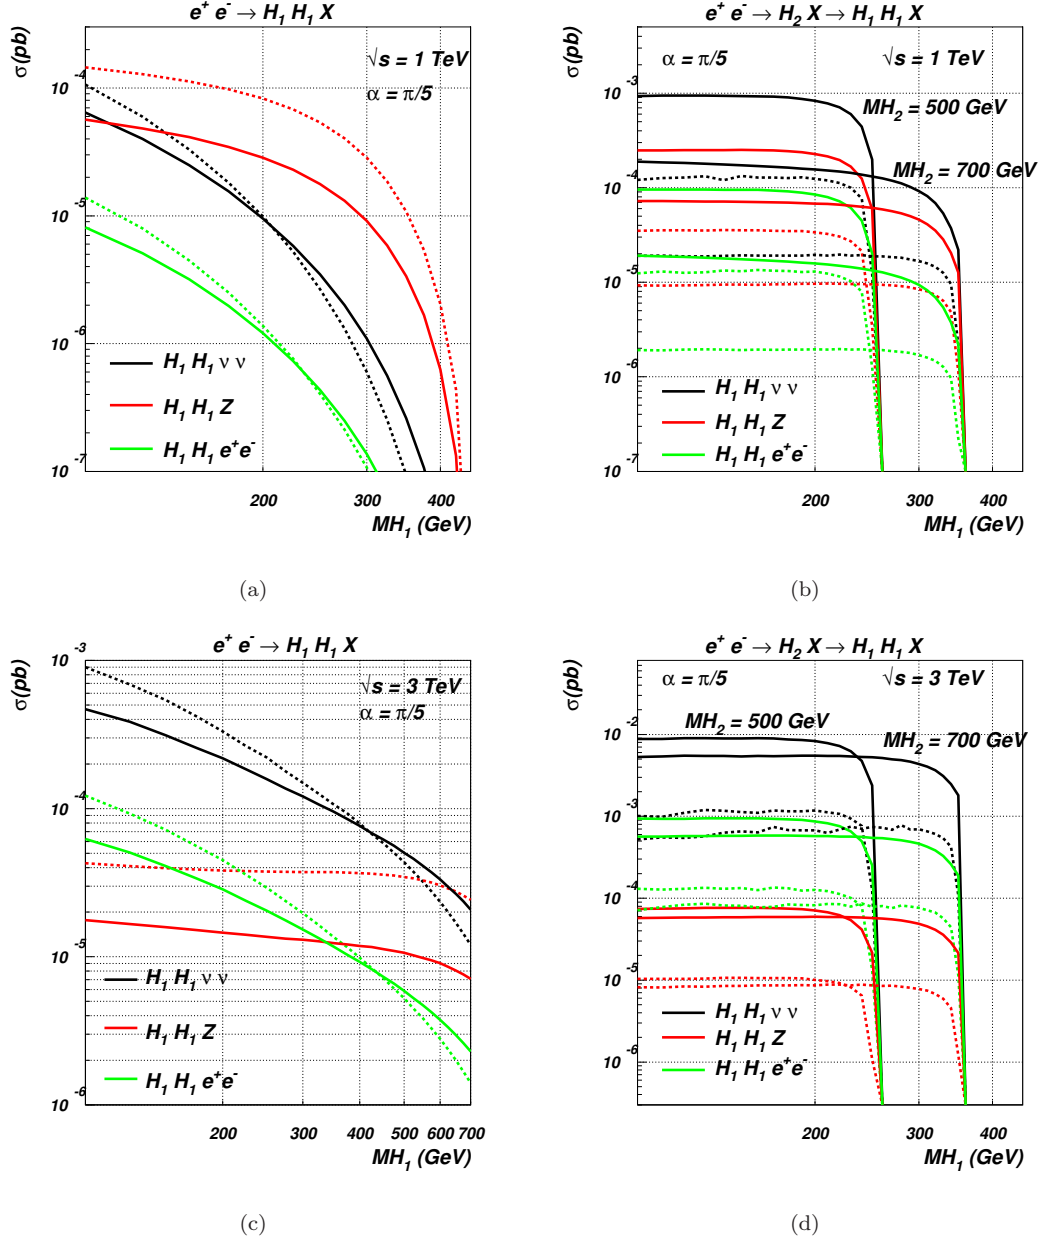 e⁺ e⁻ → H₁ H₁ X
σ(pb)
√s = 1 TeV
α = π/5
10⁻⁴
10⁻⁵
10⁻⁶
10⁻⁷
H₁ H₁ ν ν
H₁ H₁ Z
H₁ H₁ e⁺e⁻
200 300 400
MH₁ (GeV)
(a)
e⁺ e⁻ → H₂ X → H₁ H₁ X
σ(pb)
α = π/5 √s = 1 TeV
10⁻³
MH₂ = 500 GeV
MH₂ = 700 GeV
10⁻⁴
10⁻⁵
10⁻⁶
10⁻⁷
H₁ H₁ ν ν
H₁ H₁ Z
H₁ H₁ e⁺e⁻
200 300 400
MH₁ (GeV)
(b)
e⁺ e⁻ → H₁ H₁ X
σ(pb)
10⁻³
√s = 3 TeV
α = π/5
10⁻⁴
10⁻⁵
10⁻⁶
H₁ H₁ ν ν
H₁ H₁ Z
H₁ H₁ e⁺e⁻
200 300 400 500 600 700
MH₁ (GeV)
(c)
e⁺ e⁻ → H₂ X → H₁ H₁ X
σ(pb)
α = π/5 √s = 3 TeV
MH₂ = 500 GeV
MH₂ = 700 GeV
10⁻²
10⁻³
10⁻⁴
10⁻⁵
10⁻⁶
H₁ H₁ ν ν
H₁ H₁ Z
H₁ H₁ e⁺e⁻
200 300 400
MH₁ (GeV)
(d)